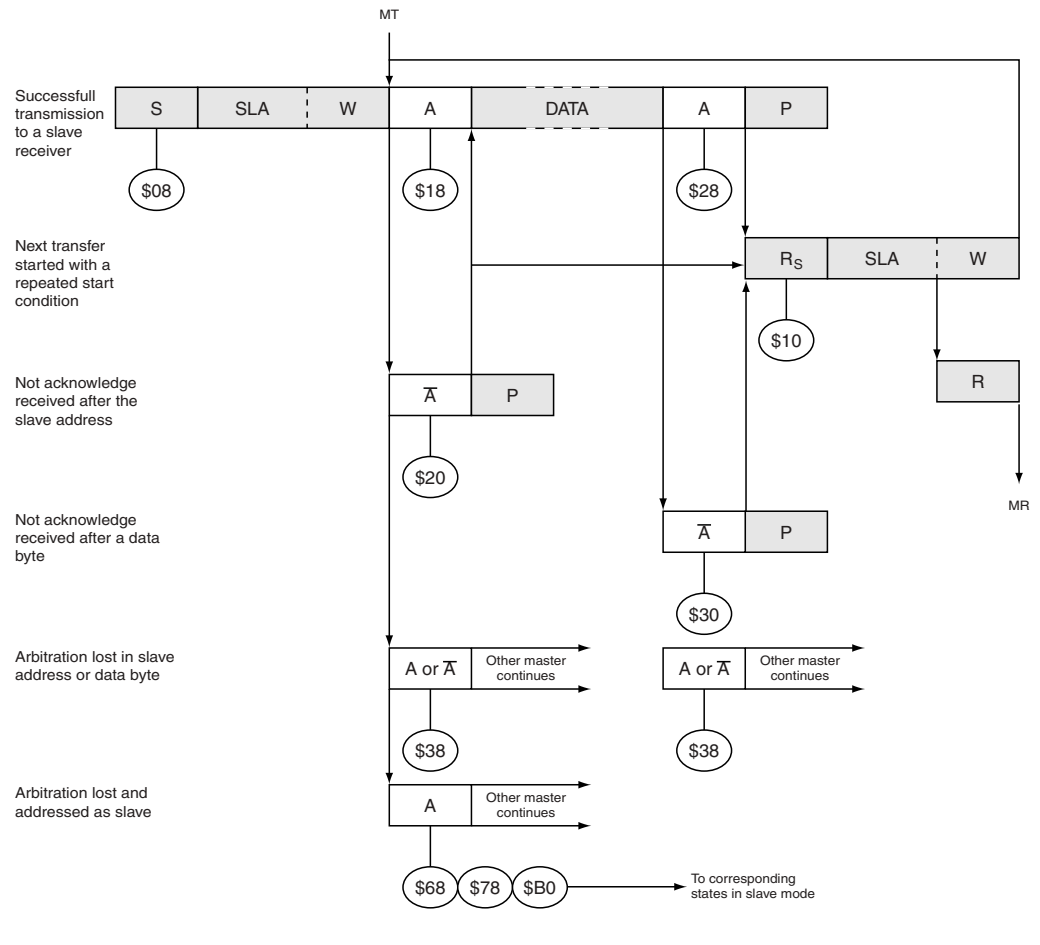 MT
Successfull
transmission
to a slave
receiver
S SLA W A DATA A P
$08 $18 $28
Next transfer
started with a
repeated start
condition
RS SLA W
$10
Not acknowledge
received after the
slave address
A̅ P R
$20
MR
Not acknowledge
received after a data
byte
A̅ P
$30
Arbitration lost in slave
address or data byte
A or A̅ Other master
continues
A or A̅ Other master
continues
$38 $38
Arbitration lost and
addressed as slave
A Other master
continues
$68 $78 $B0 To corresponding
states in slave mode